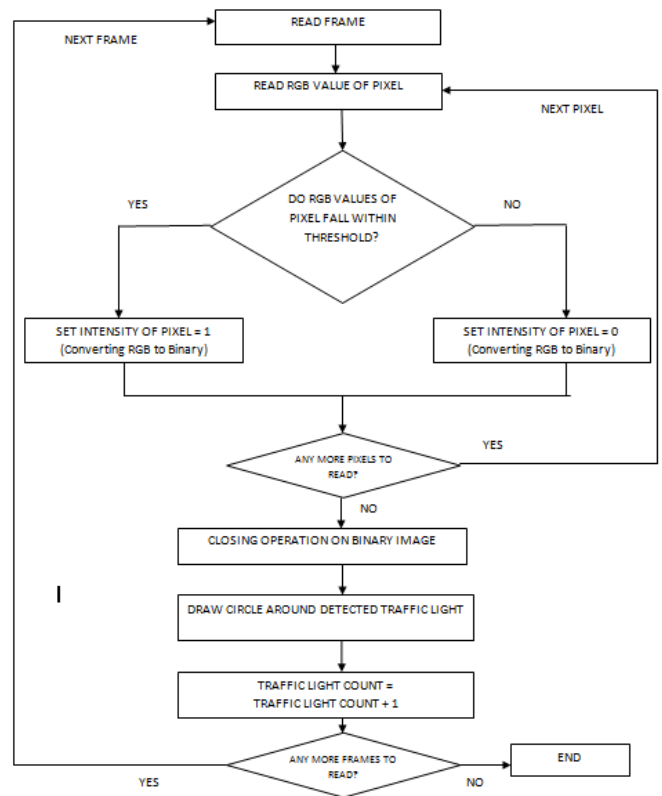 READ FRAME
NEXT FRAME
READ RGB VALUE OF PIXEL
NEXT PIXEL
DO RGB VALUES OF
PIXEL FALL WITHIN
THRESHOLD?
YES
NO
SET INTENSITY OF PIXEL = 1
(Converting RGB to Binary)
SET INTENSITY OF PIXEL = 0
(Converting RGB to Binary)
ANY MORE PIXELS TO
READ?
YES
NO
CLOSING OPERATION ON BINARY IMAGE
DRAW CIRCLE AROUND DETECTED TRAFFIC LIGHT
TRAFFIC LIGHT COUNT =
TRAFFIC LIGHT COUNT + 1
ANY MORE FRAMES TO
READ?
YES
NO
END